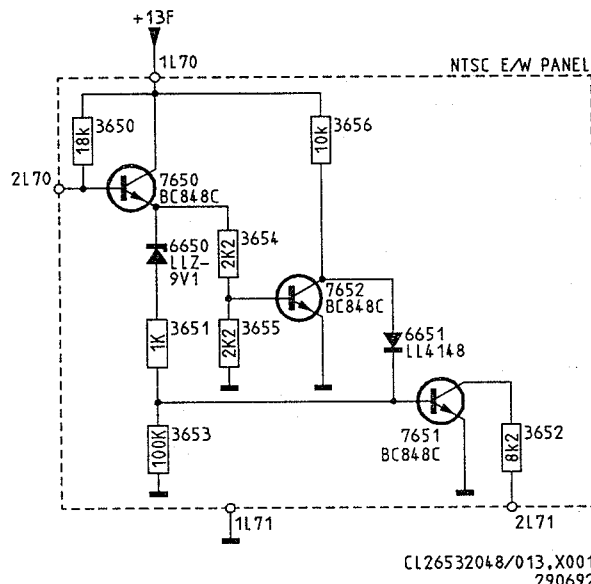 +13F
1L70
NTSC E/W PANEL
3650
18k
3656
10k
2L70
7650
BC848C
6650
LLZ-
9V1
3654
2K2
7652
BC848C
3651
1K
3655
2K2
6651
LL4148
3653
100K
7651
BC848C
3652
8k2
1L71
2L71
CL26532048/013.X001
290692